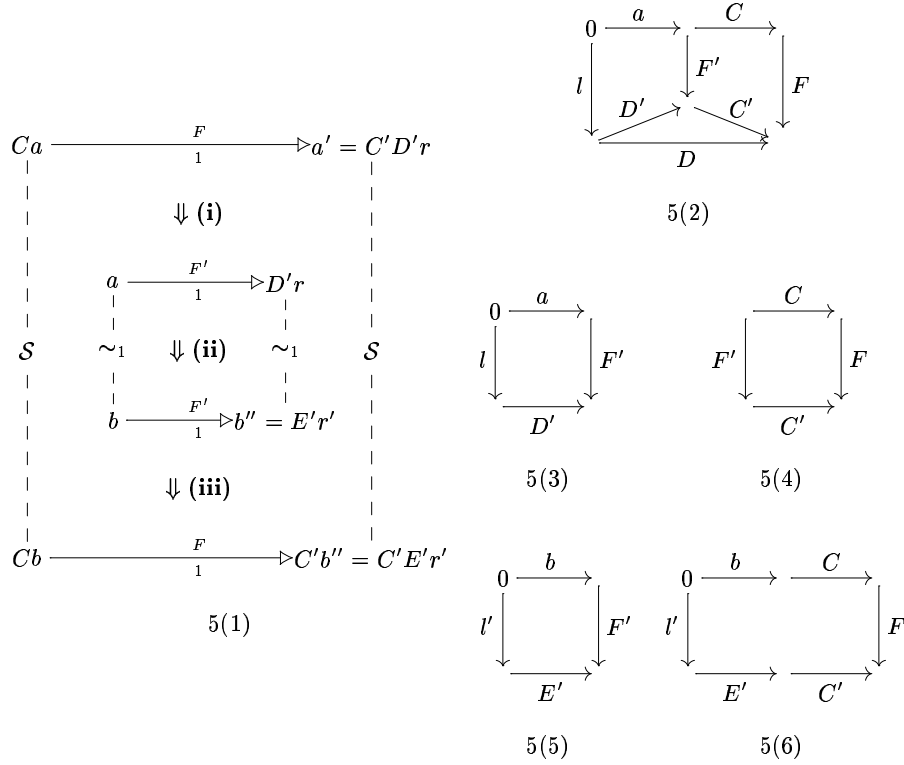 Ca F 1 a′ = C′D′r
⇓ (i)
a F′ 1 D′r
S ∼1 ⇓ (ii) ∼1 S
b F′ 1 b″ = E′r′
⇓ (iii)
Cb F 1 C′b″ = C′E′r′
5(1)
0 a C
l F′ F
D′ C′
D
5(2)
0 a
l F′
D′
5(3)
C
F′ F
C′
5(4)
0 b
l′ F′
E′
5(5)
0 b C
l′ F
E′ C′
5(6)